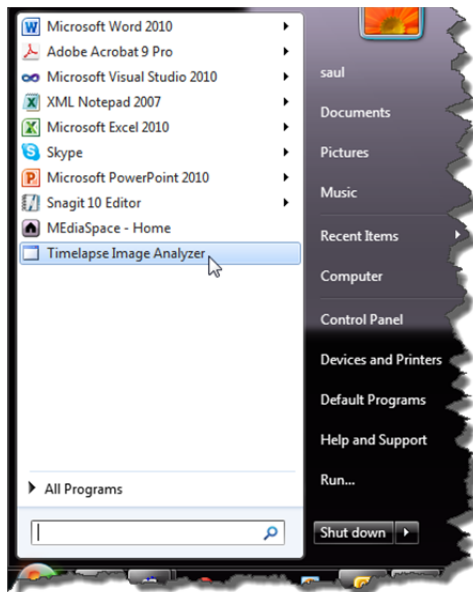 Microsoft Word 2010
Adobe Acrobat 9 Pro
Microsoft Visual Studio 2010
XML Notepad 2007
Microsoft Excel 2010
Skype
Microsoft PowerPoint 2010
Snagit 10 Editor
MEdiaSpace - Home
Timelapse Image Analyzer
All Programs
saul
Documents
Pictures
Music
Recent Items
Computer
Control Panel
Devices and Printers
Default Programs
Help and Support
Run...
Shut down